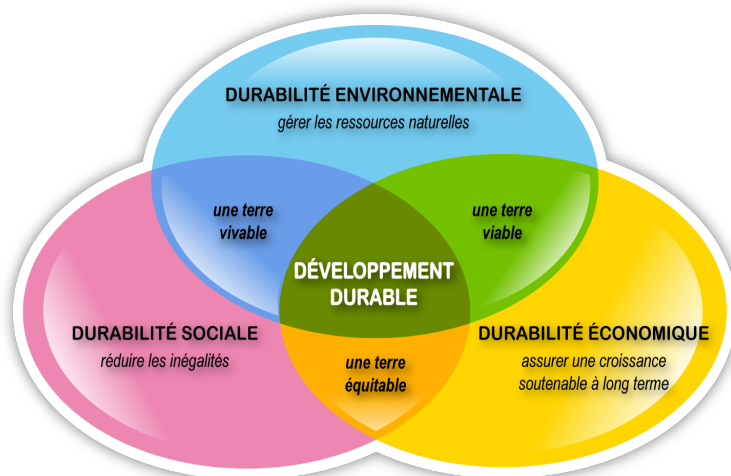 DURABILITÉ ENVIRONNEMENTALE
gérer les ressources naturelles
une terre
vivable
une terre
viable
DÉVELOPPEMENT
DURABLE
DURABILITÉ SOCIALE
réduire les inégalités
DURABILITÉ ÉCONOMIQUE
assurer une croissance
soutenable à long terme
une terre
équitable